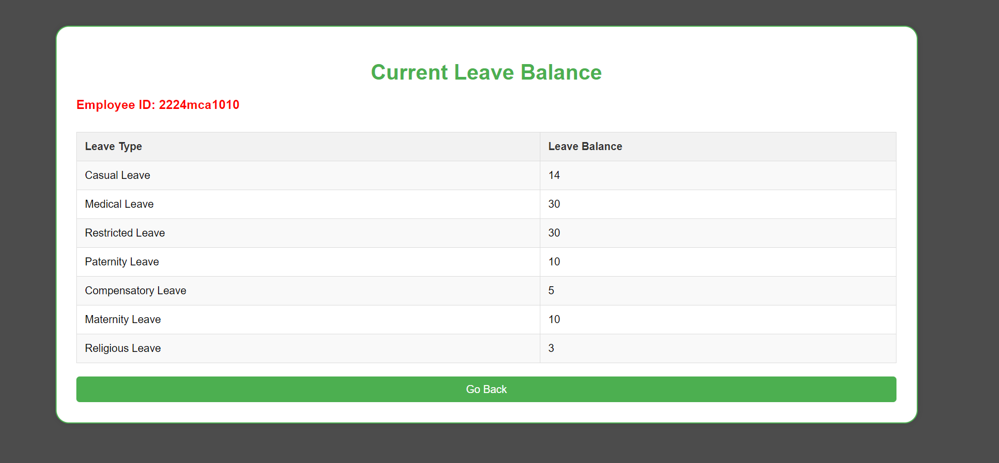 Current Leave Balance
Employee ID: 2224mca1010
Leave Type Leave Balance
Casual Leave 14
Medical Leave 30
Restricted Leave 30
Paternity Leave 10
Compensatory Leave 5
Maternity Leave 10
Religious Leave 3
Go Back